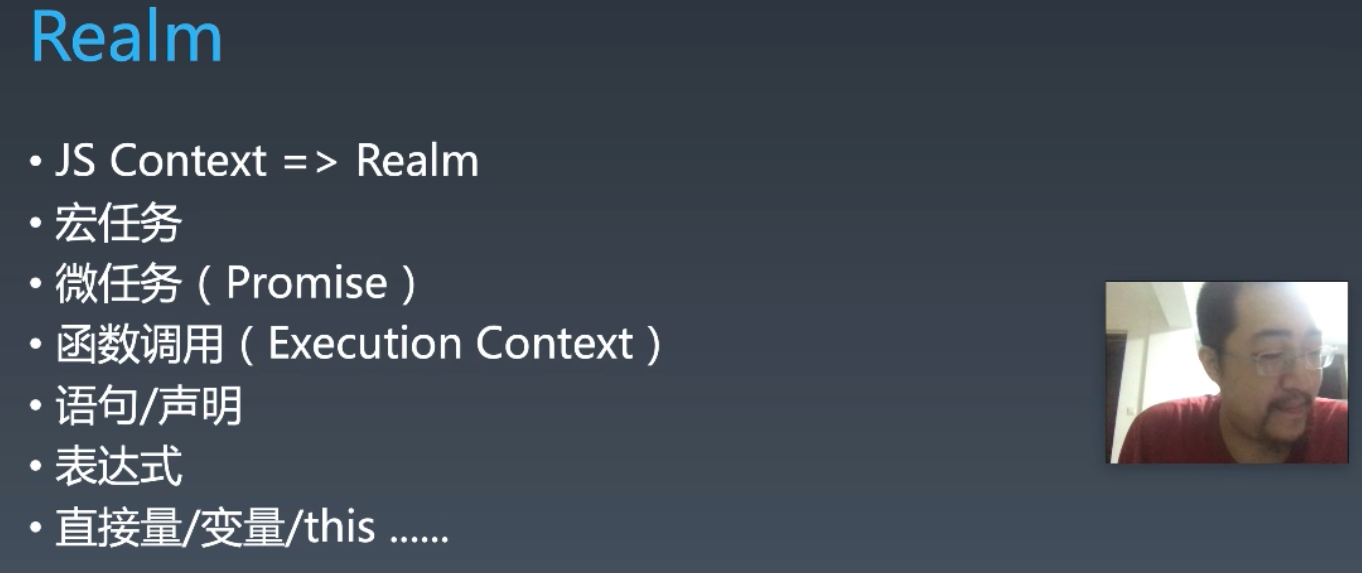 Realm
• JS Context => Realm
• 宏任务
• 微任务（Promise）
• 函数调用（Execution Context）
• 语句/声明
• 表达式
• 直接量/变量/this ......